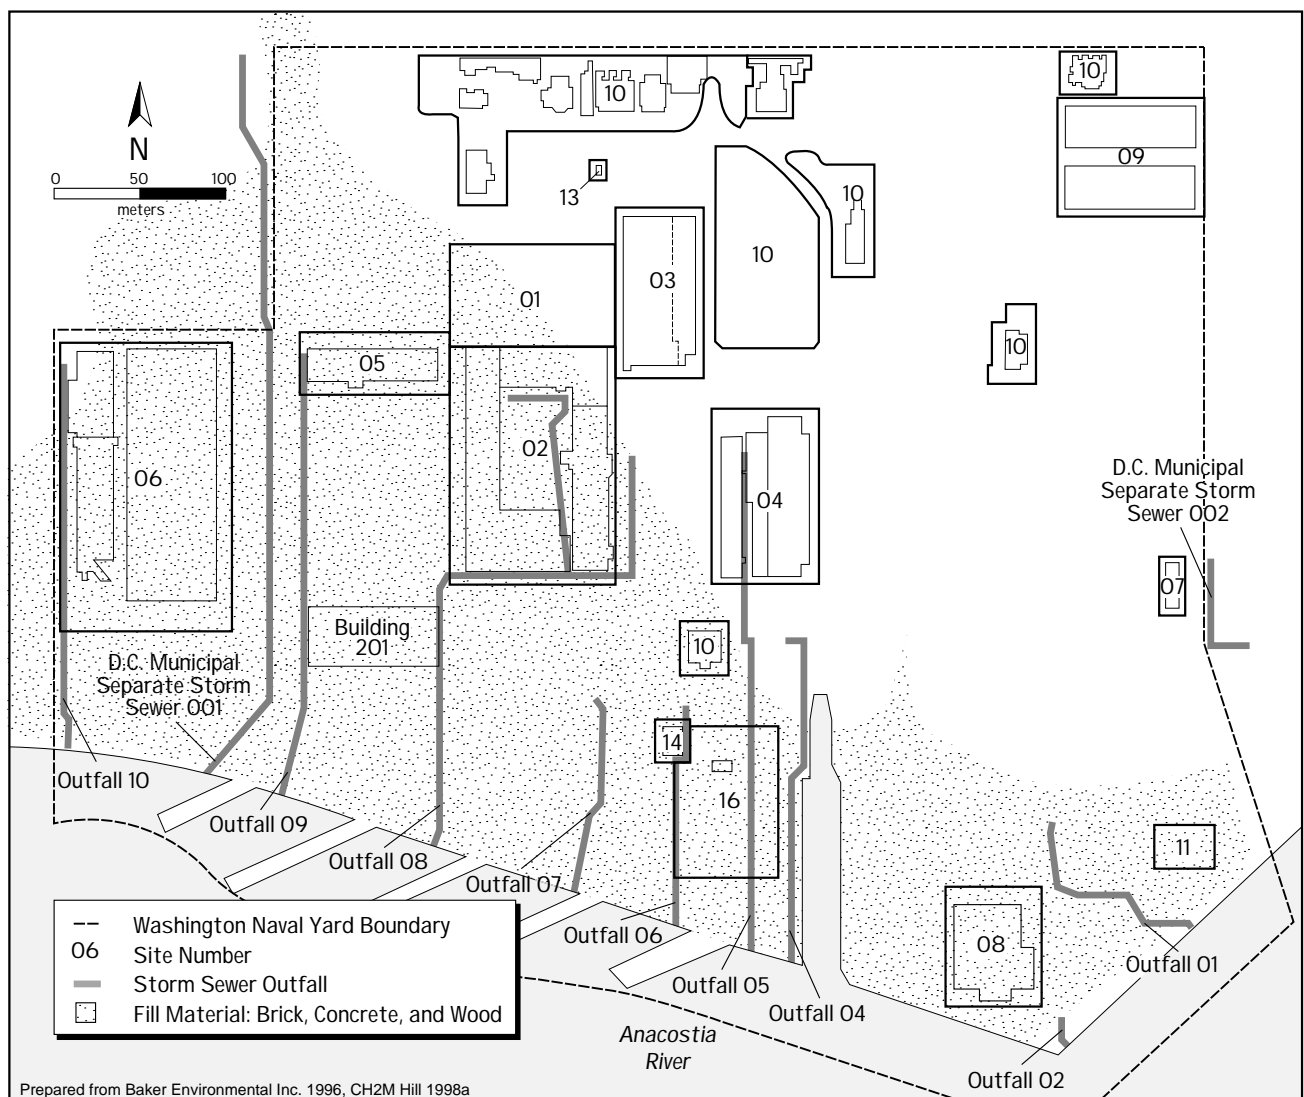 10
10
N
0 50 100
meters
13
10
09
01
03
10
10
05
02
06
04
D.C. Municipal
Separate Storm
Sewer 002
07
Building
201
10
D.C. Municipal
Separate Storm
Sewer 001
14
16
Outfall 10
Outfall 09
Outfall 08
Outfall 07
11
Washington Naval Yard Boundary
06 Site Number
Storm Sewer Outfall
Fill Material: Brick, Concrete, and Wood
Outfall 06
Outfall 05
Outfall 04
08
Outfall 01
Anacostia
River
Outfall 02
Prepared from Baker Environmental Inc. 1996, CH2M Hill 1998a